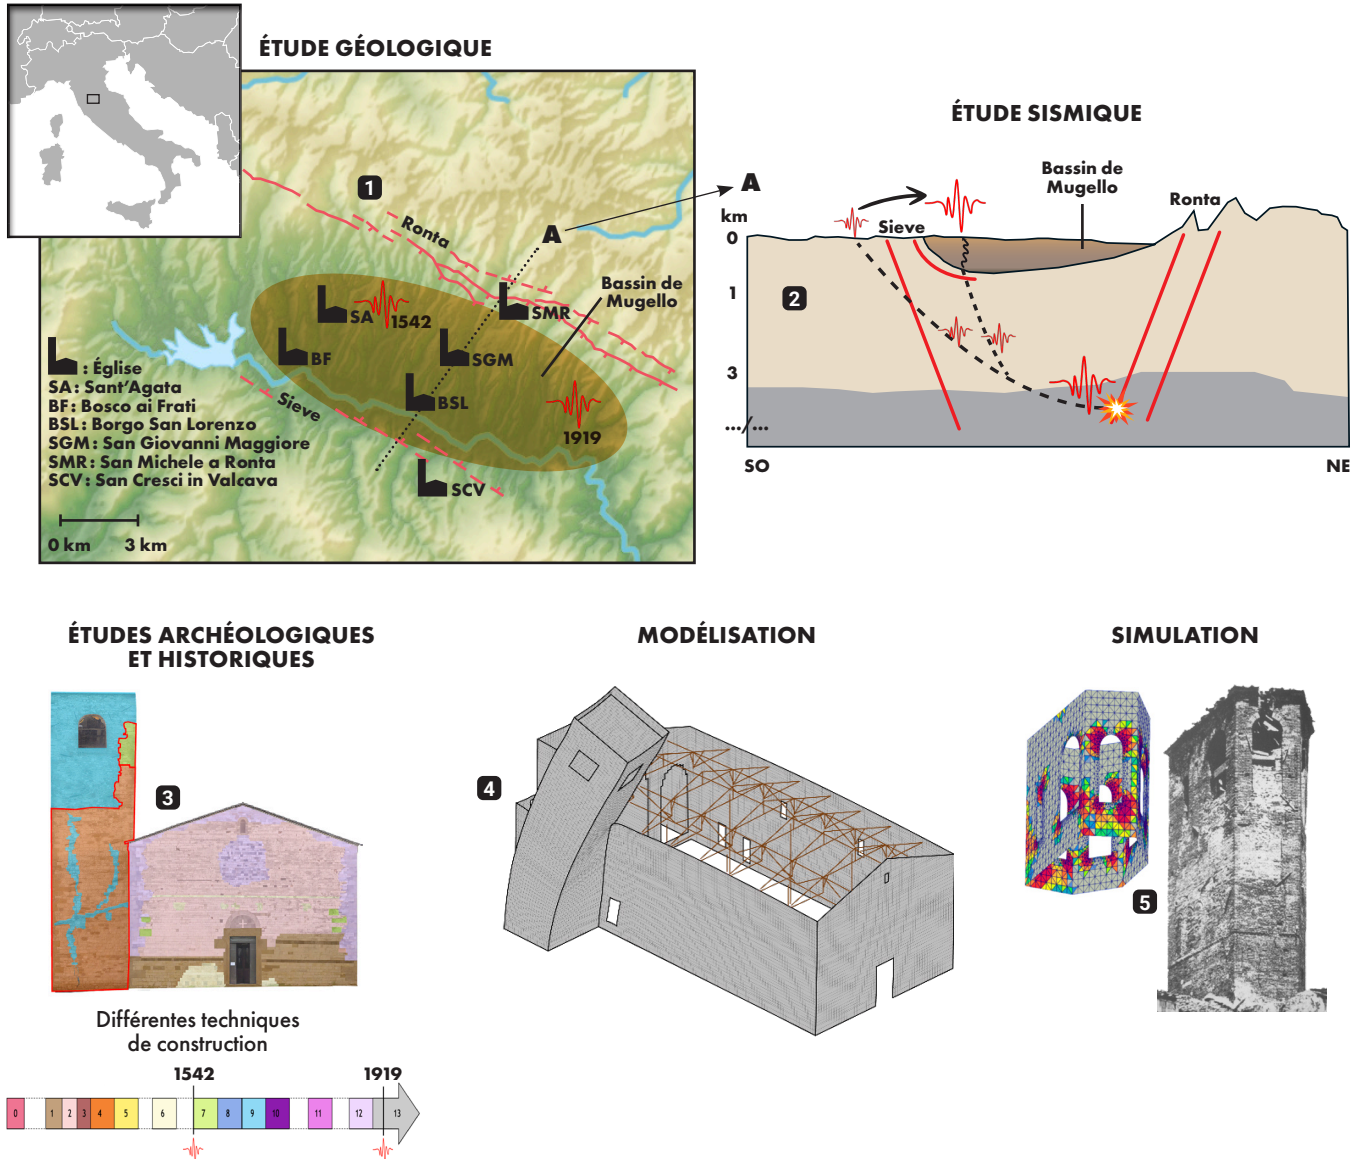 ÉTUDE GÉOLOGIQUE
1
Ronta
A
Bassin de
Mugello
SA
1542
SMR
BF
SGM
BSL
Sieve
1919
SCV
: Église
SA : Sant'Agata
BF : Bosco ai Frati
BSL : Borgo San Lorenzo
SGM : San Giovanni Maggiore
SMR : San Michele a Ronta
SCV : San Cresci in Valcava
0 km 3 km
ÉTUDE SISMIQUE
A
Bassin de
Mugello
Ronta
Sieve
km
0
1
2
3
.../...
SO NE
ÉTUDES ARCHÉOLOGIQUES
ET HISTORIQUES
3
Différentes techniques
de construction
1542 1919
0 1 2 3 4 5 6 7 8 9 10 11 12 13
MODÉLISATION
4
SIMULATION
5